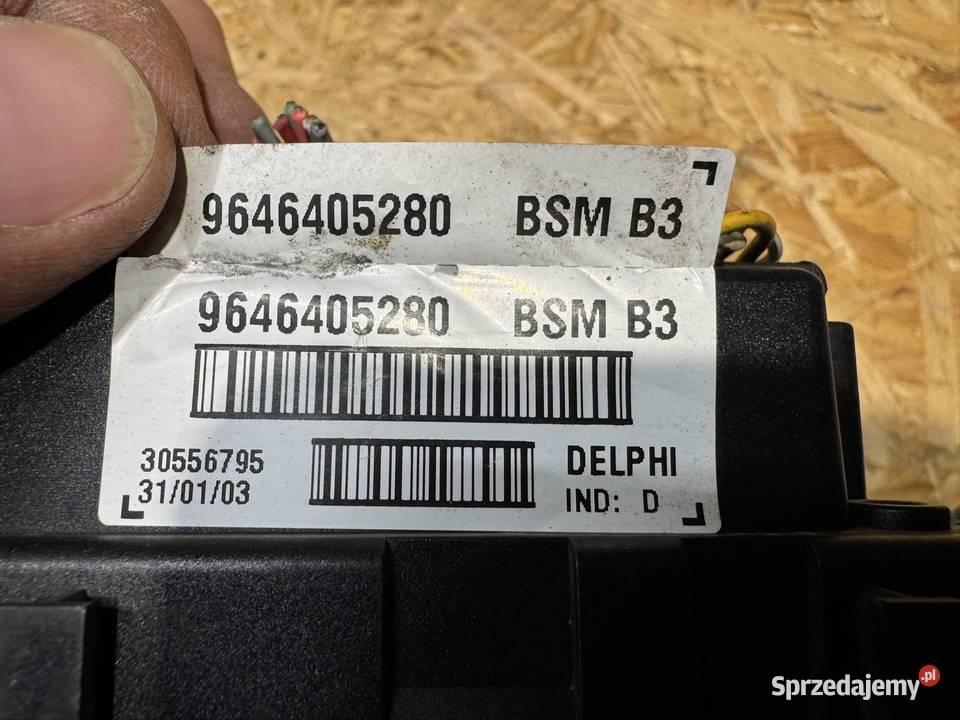 9646405280 BSM B3
9646405280 BSM B3
30556795
31/01/03
DELPHI
IND: D
Sprzedajemy.pl